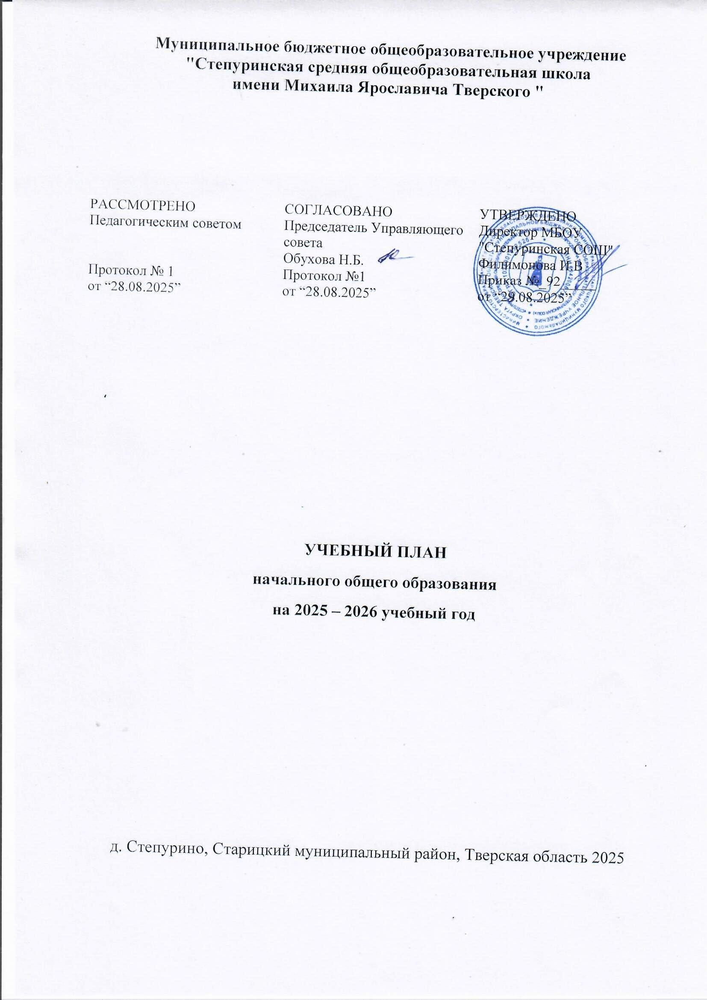 Муниципальное бюджетное общеобразовательное учреждение
"Степуринская средняя общеобразовательная школа
имени Михаила Ярославича Тверского "
РАССМОТРЕНО
Педагогическим советом
Протокол № 1
от “28.08.2025”
СОГЛАСОВАНО
Председатель Управляющего
совета
Обухова Н.Б.
Протокол №1
от “28.08.2025”
УТВЕРЖДЕНО
Директор МБОУ
"Степуринская СОШ"
Филимонова И.В
Приказ №_92
от “29.08.2025”
УЧЕБНЫЙ ПЛАН
начального общего образования
на 2025 – 2026 учебный год
д. Степурино, Старицкий муниципальный район, Тверская область 2025